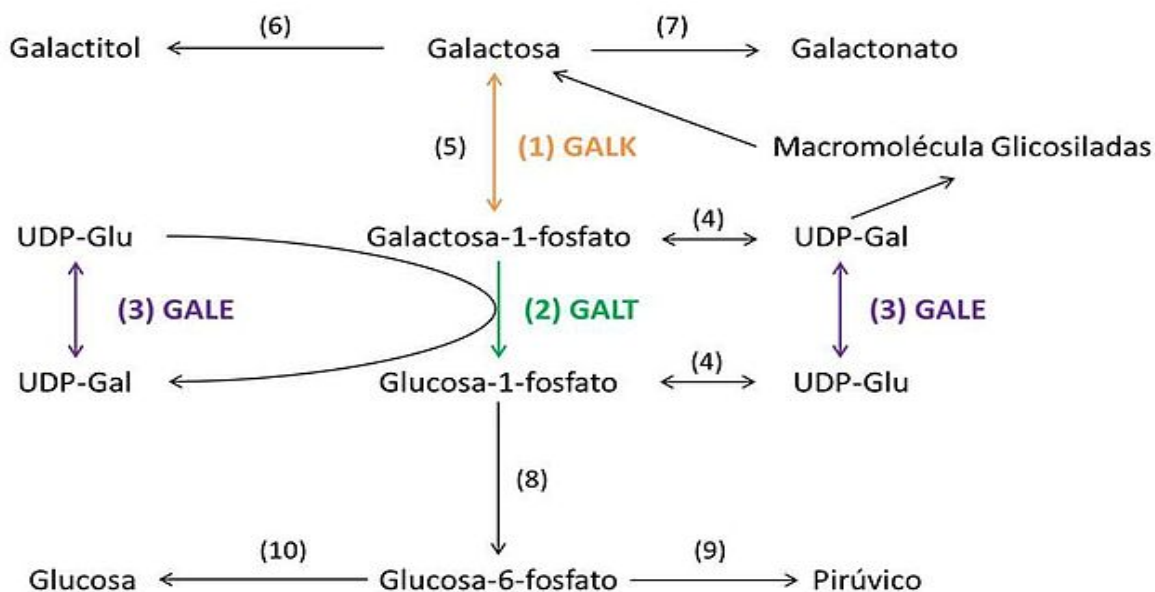 (6)
(7)
Galactitol
Galactosa
Galactonato
(5)
(1) GALK
Macromolécula Glicosiladas
UDP-Glu
Galactosa-1-fosfato
(4)
UDP-Gal
(3) GALE
(2) GALT
(3) GALE
UDP-Gal
Glucosa-1-fosfato
(4)
UDP-Glu
(8)
(10)
(9)
Glucosa
Glucosa-6-fosfato
Pirúvico